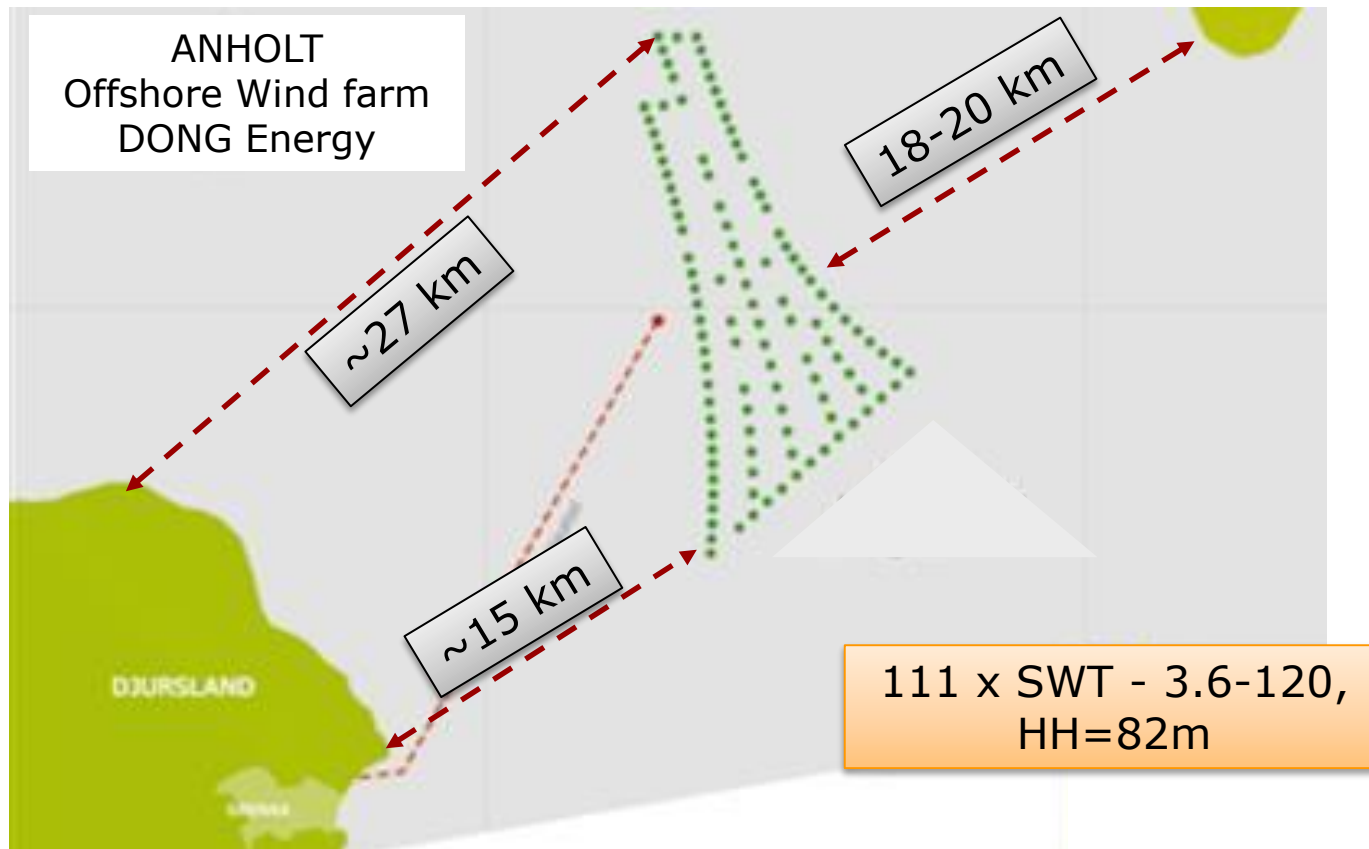 ANHOLT
Offshore Wind farm
DONG Energy
18-20 km
~27 km
~15 km
DJURSLAND
111 x SWT - 3.6-120,
HH=82m